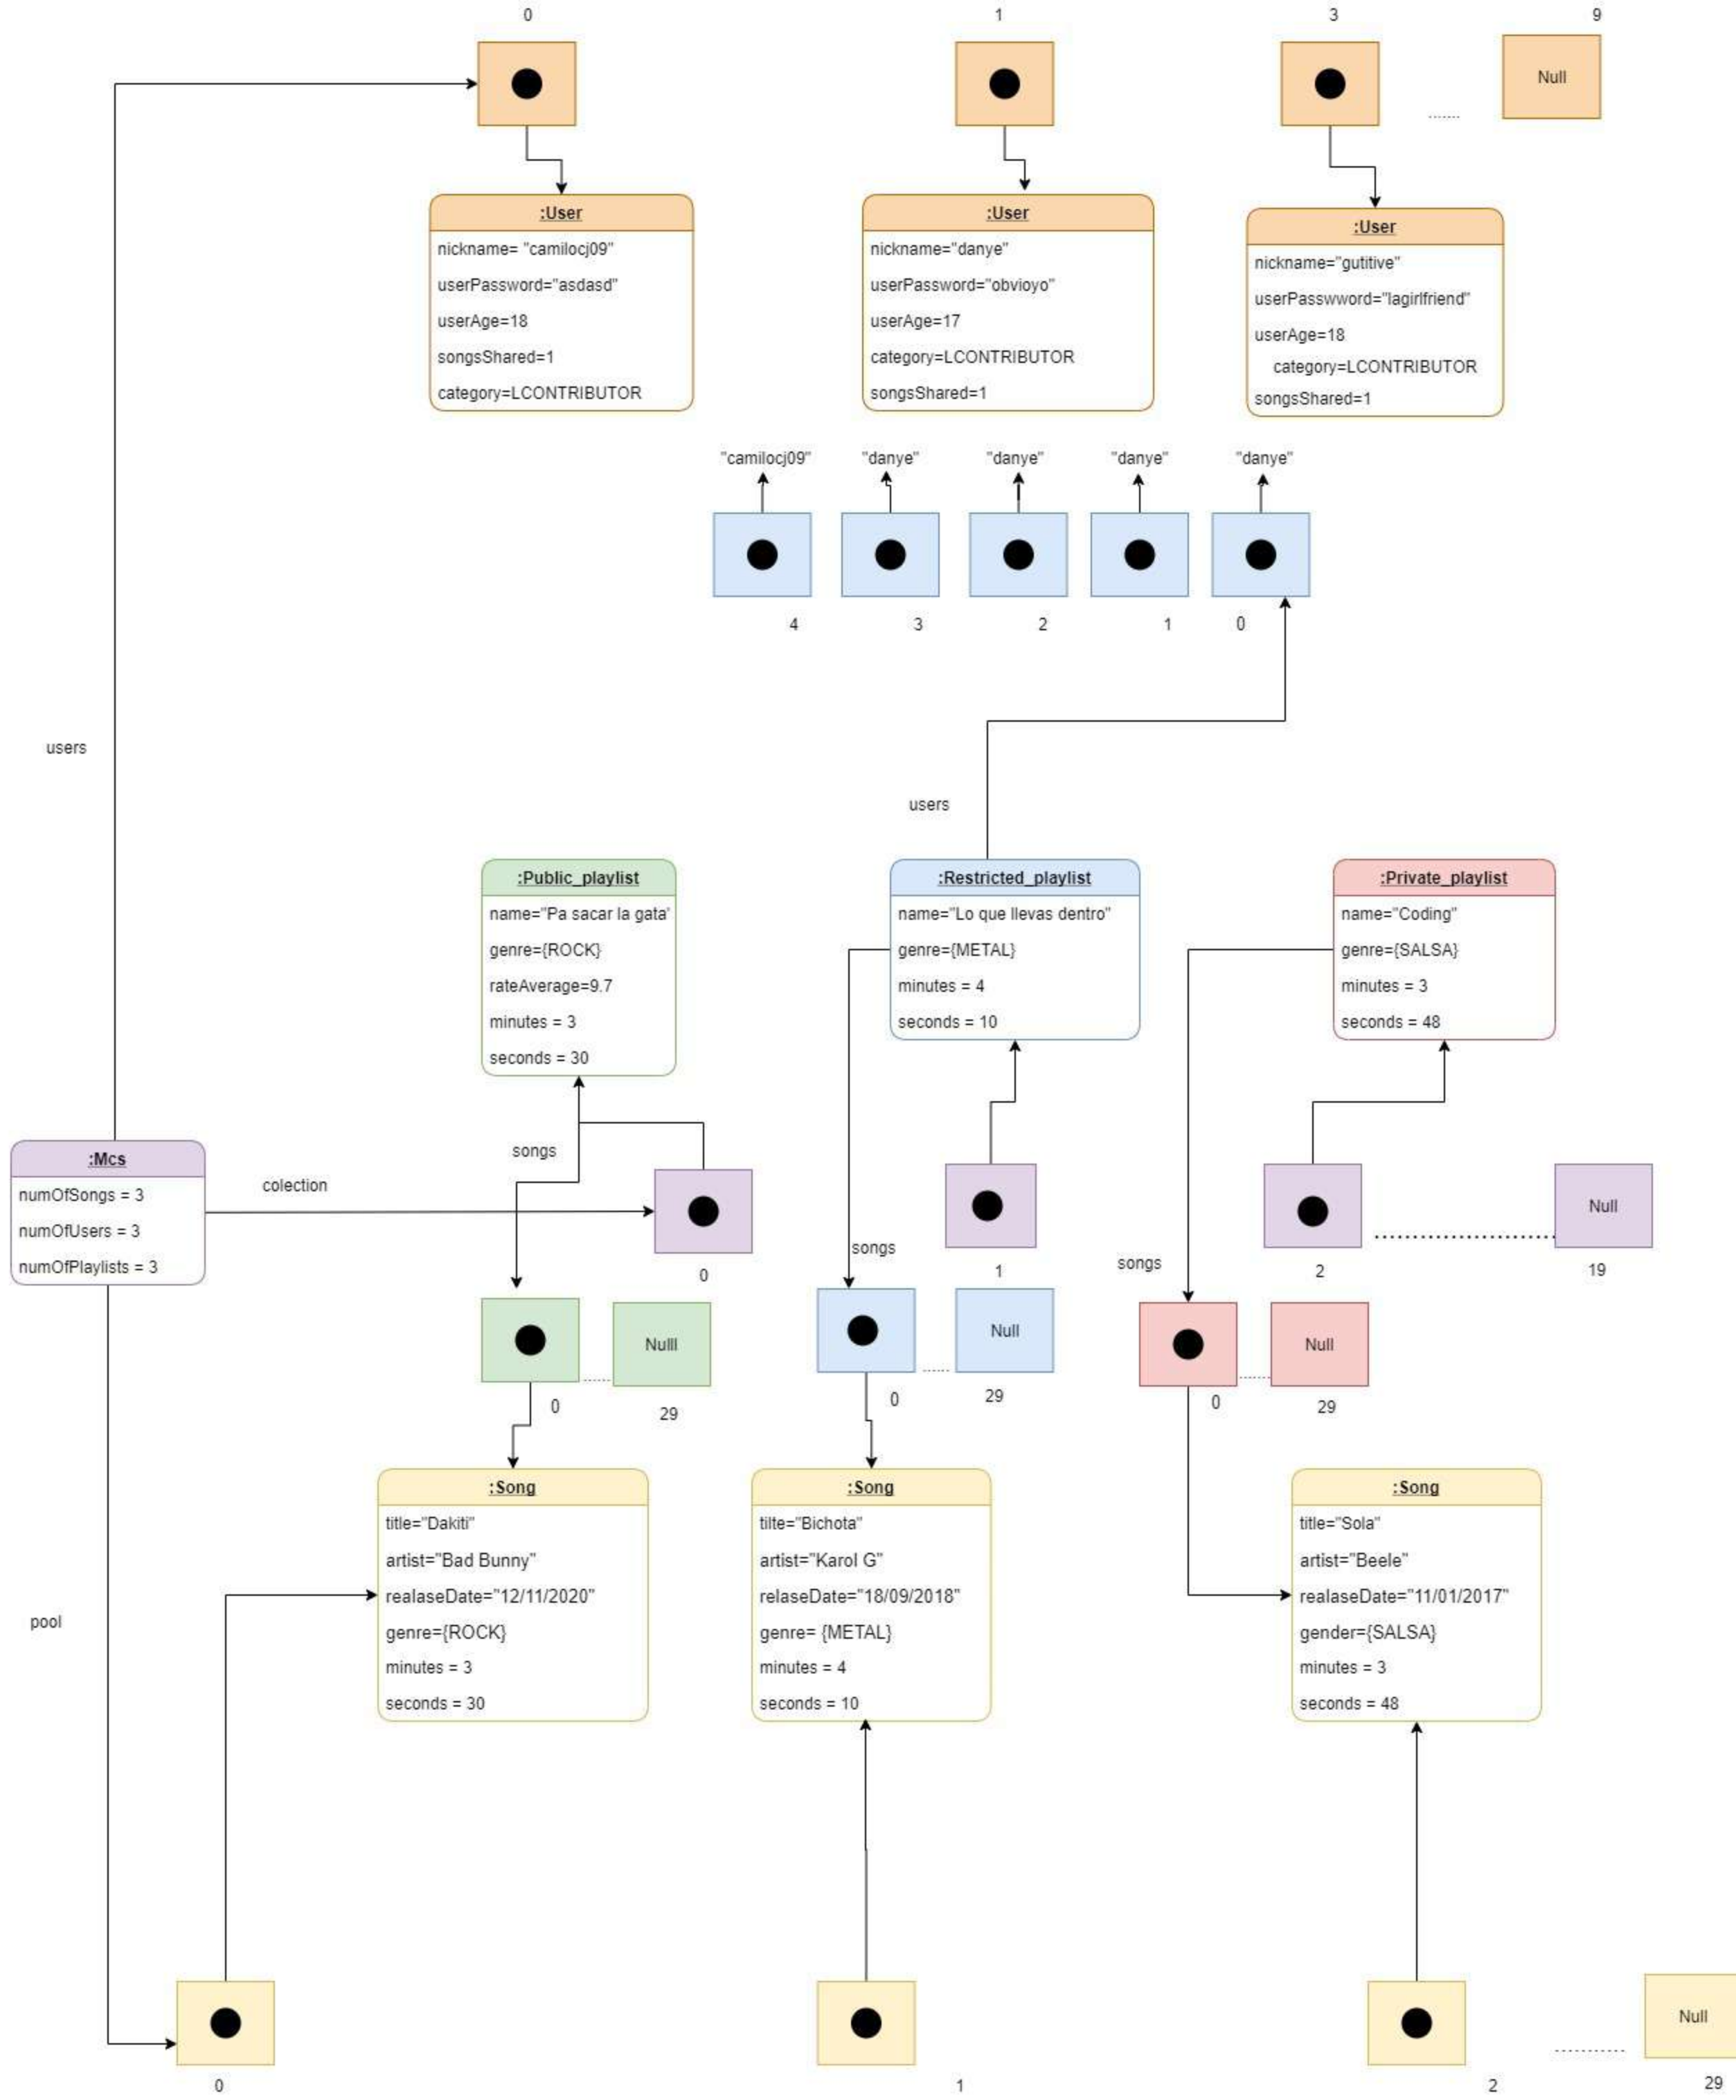 0
1
3
9
Null
:User
nickname= "camilocj09"
userPassword="asdasd"
userAge=18
songsShared=1
category=LCONTRIBUTOR
:User
nickname="danye"
userPassword="obvioyo"
userAge=17
category=LCONTRIBUTOR
songsShared=1
:User
nickname="gutitive"
userPasswword="lagirlfriend"
userAge=18
category=LCONTRIBUTOR
songsShared=1
"camilocj09"
"danye"
"danye"
"danye"
"danye"
4
3
2
1
0
users
users
:Public_playlist
name="Pa sacar la gata'
genre={ROCK}
rateAverage=9.7
minutes = 3
seconds = 30
:Restricted_playlist
name="Lo que llevas dentro"
genre={METAL}
minutes = 4
seconds = 10
:Private_playlist
name="Coding"
genre={SALSA}
minutes = 3
seconds = 48
:Mcs
numOfSongs = 3
numOfUsers = 3
numOfPlaylists = 3
colection
songs
0
songs
1
songs
2
Null
19
Nulll
0
29
Null
0
29
Null
0
29
:Song
title="Dakiti"
artist="Bad Bunny"
realaseDate="12/11/2020"
genre={ROCK}
minutes = 3
seconds = 30
:Song
tilte="Bichota"
artist="Karol G"
relaseDate="18/09/2018"
genre= {METAL}
minutes = 4
seconds = 10
:Song
title="Sola"
artist="Beele"
realaseDate="11/01/2017"
gender={SALSA}
minutes = 3
seconds = 48
pool
Null
0
1
2
29